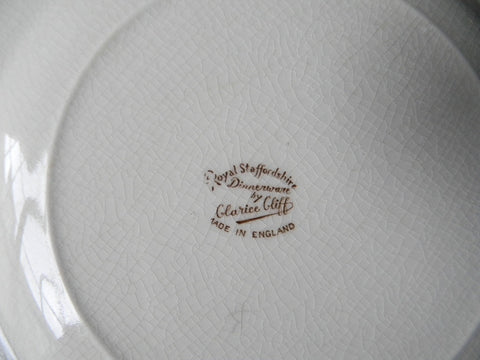 Royal Staffordshire
Dinnerware
by
Clarice Cliff
MADE IN ENGLAND